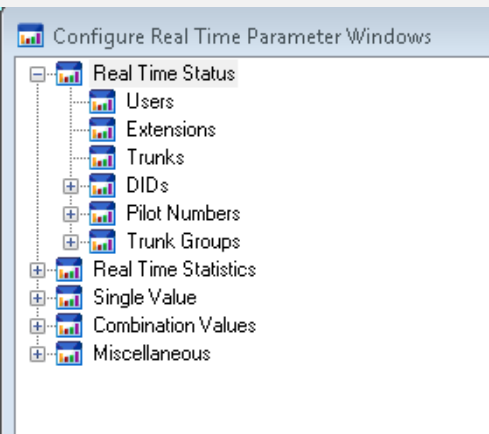 Configure Real Time Parameter Windows
Real Time Status
Users
Extensions
Trunks
DIDs
Pilot Numbers
Trunk Groups
Real Time Statistics
Single Value
Combination Values
Miscellaneous